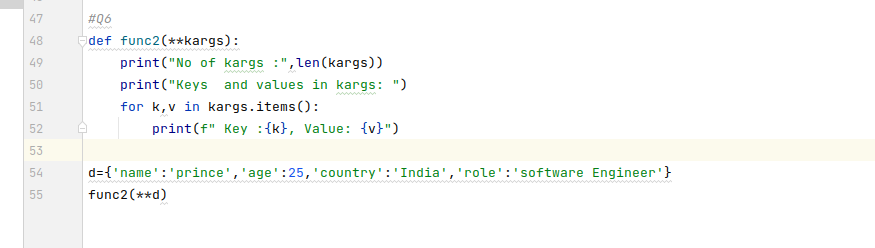 47 #Q6
48 def func2(**kargs):
49     print("No of kargs :",len(kargs))
50     print("Keys  and values in kargs: ")
51     for k,v in kargs.items():
52         print(f" Key :{k}, Value: {v}")
53
54 d={'name':'prince','age':25,'country':'India','role':'software Engineer'}
55 func2(**d)